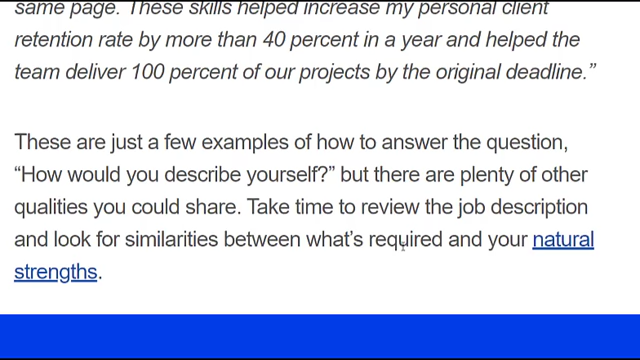 same page. These skills helped increase my personal client
retention rate by more than 40 percent in a year and helped the
team deliver 100 percent of our projects by the original deadline.”
These are just a few examples of how to answer the question,
“How would you describe yourself?” but there are plenty of other
qualities you could share. Take time to review the job description
and look for similarities between what’s required and your natural
strengths.